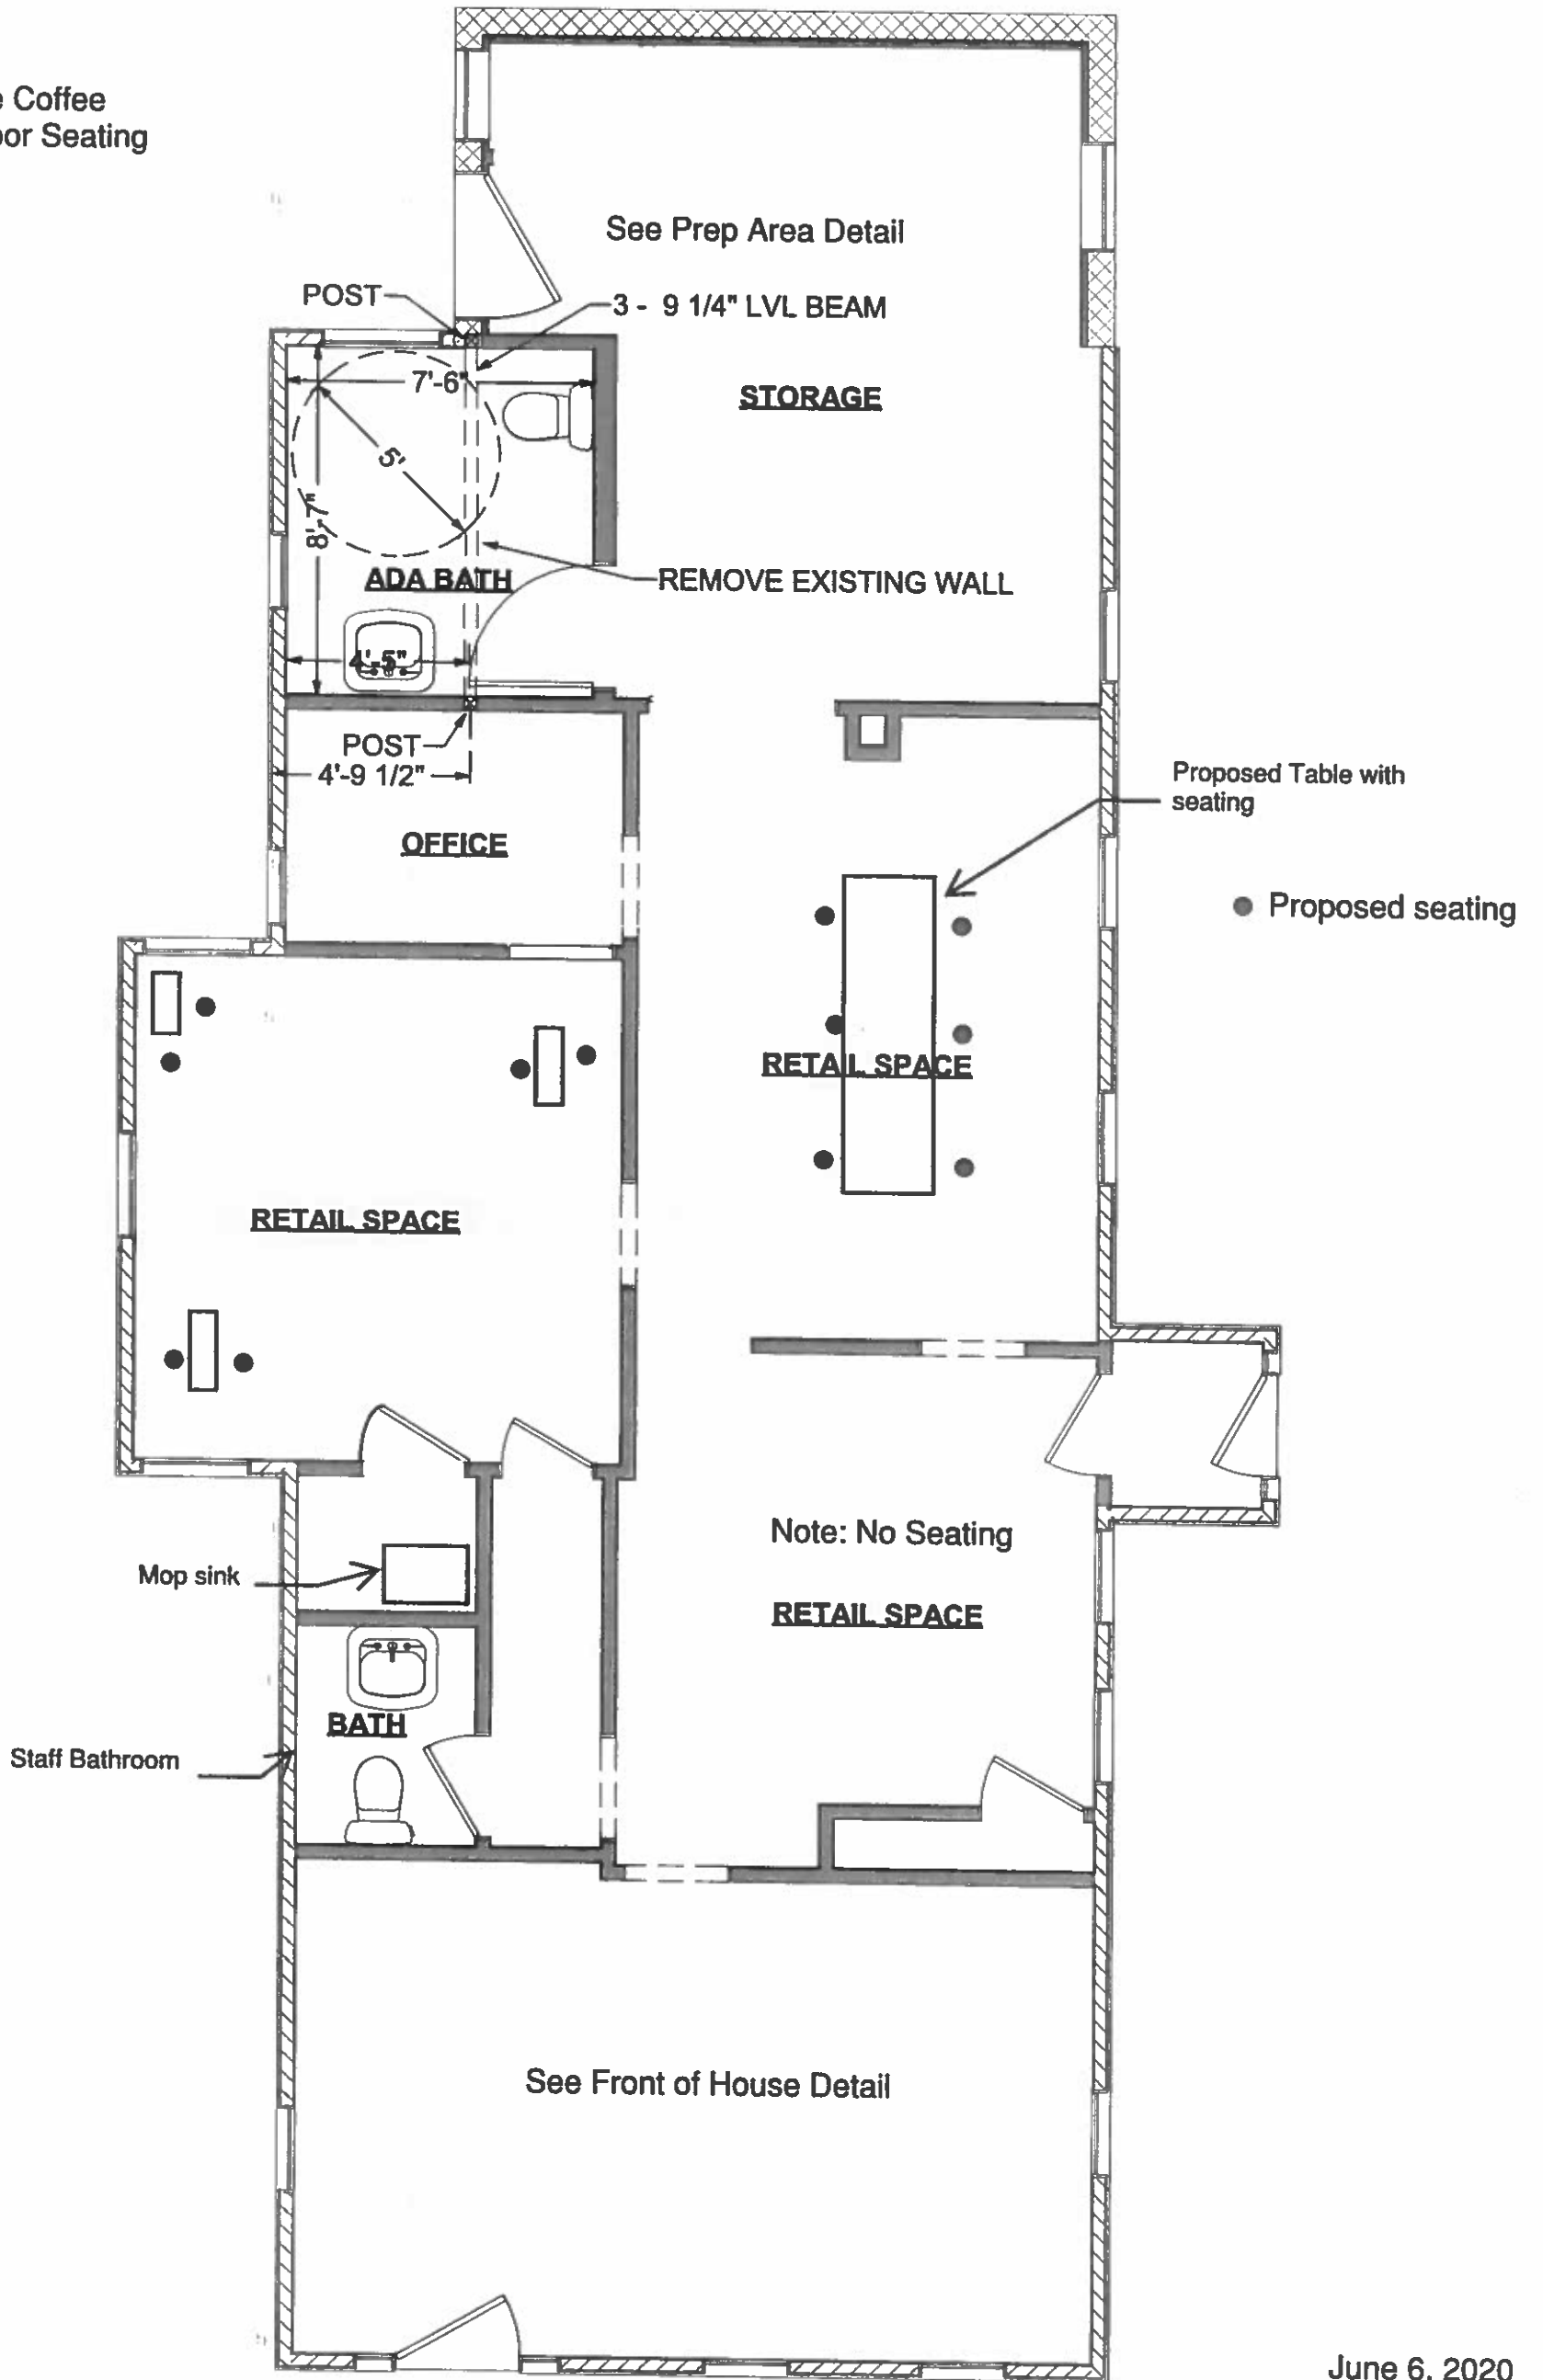 Coffee
Seating
See Prep Area Detail
POST
3 - 9 1/4" LVL BEAM
7'-6"
STORAGE
5'
8'-7"
ADA BATH
REMOVE EXISTING WALL
4'-5"
POST
4'-9 1/2"
Proposed Table with
seating
OFFICE
Proposed seating
RETAIL SPACE
RETAIL SPACE
Note: No Seating
Mop sink
RETAIL SPACE
BATH
Staff Bathroom
See Front of House Detail
June 6, 2020